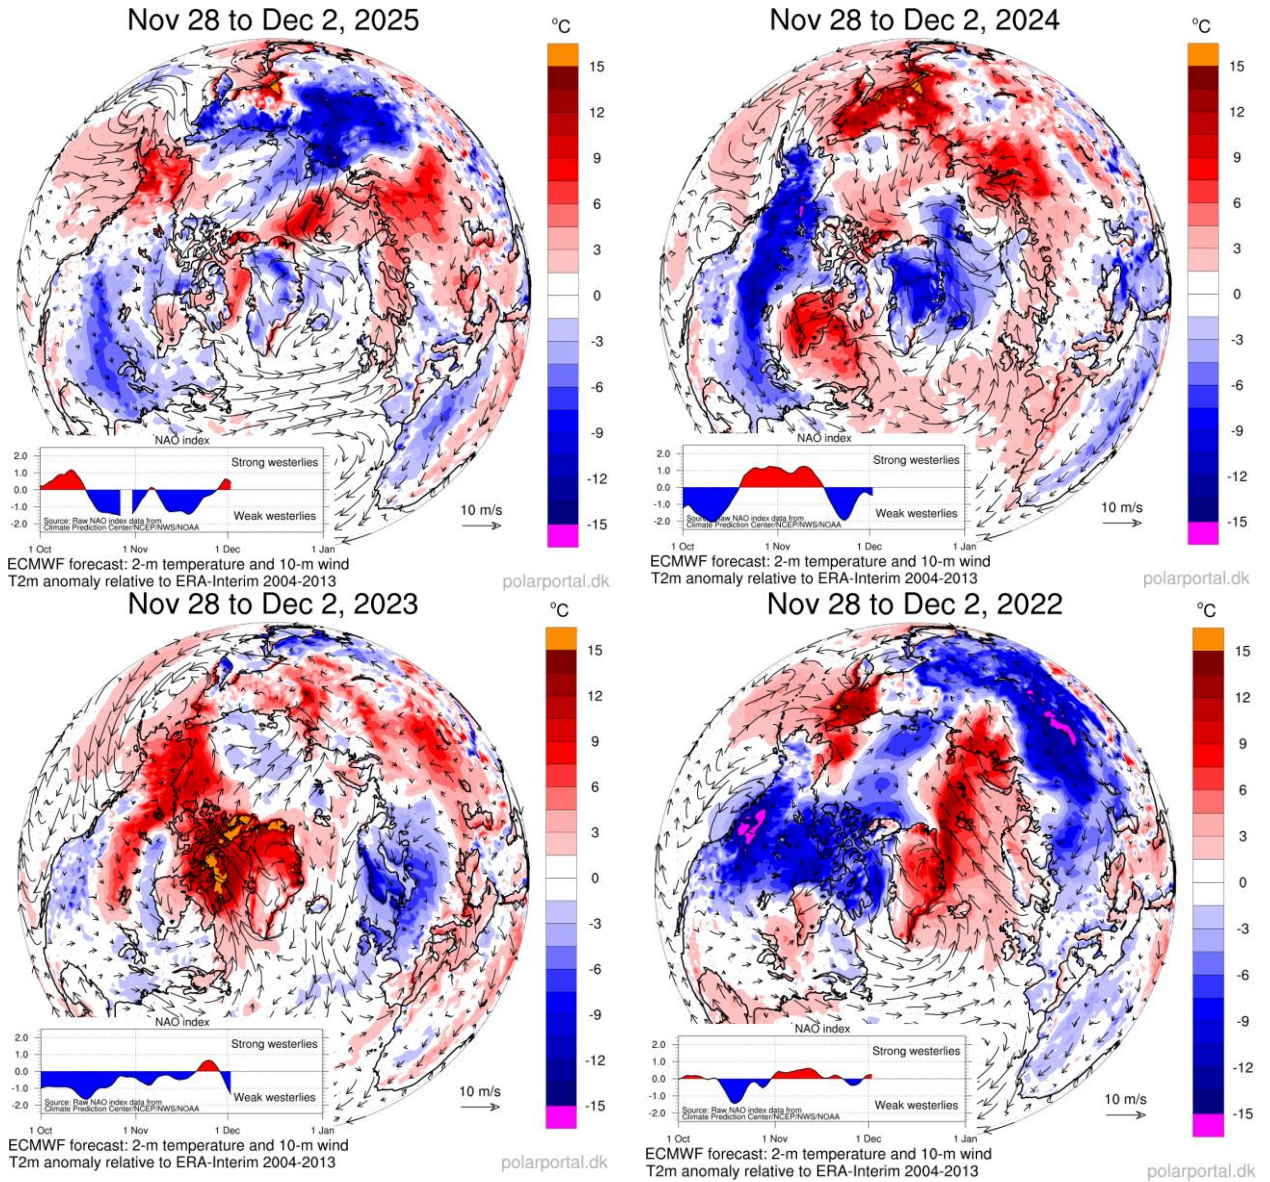 Nov 28 to Dec 2, 2025
°C
15
12
9
6
3
0
-3
-6
-9
-12
-15
NAO index
2.0
1.0
0.0
-1.0
-2.0
Strong westerlies
Weak westerlies
Source: Raw NAO index data from
Climate Prediction Center/NCEP/NWS/NOAA
1 Oct
1 Nov
1 Dec
1 Jan
10 m/s
ECMWF forecast: 2-m temperature and 10-m wind
T2m anomaly relative to ERA-Interim 2004-2013
polarportal.dk
Nov 28 to Dec 2, 2024
°C
15
12
9
6
3
0
-3
-6
-9
-12
-15
NAO index
2.0
1.0
0.0
-1.0
-2.0
Strong westerlies
Weak westerlies
Source: Raw NAO index data from
Climate Prediction Center/NCEP/NWS/NOAA
1 Oct
1 Nov
1 Dec
1 Jan
10 m/s
ECMWF forecast: 2-m temperature and 10-m wind
T2m anomaly relative to ERA-Interim 2004-2013
polarportal.dk
Nov 28 to Dec 2, 2023
°C
15
12
9
6
3
0
-3
-6
-9
-12
-15
NAO index
2.0
1.0
0.0
-1.0
-2.0
Strong westerlies
Weak westerlies
Source: Raw NAO index data from
Climate Prediction Center/NCEP/NWS/NOAA
1 Oct
1 Nov
1 Dec
1 Jan
10 m/s
ECMWF forecast: 2-m temperature and 10-m wind
T2m anomaly relative to ERA-Interim 2004-2013
polarportal.dk
Nov 28 to Dec 2, 2022
°C
15
12
9
6
3
0
-3
-6
-9
-12
-15
NAO index
2.0
1.0
0.0
-1.0
-2.0
Strong westerlies
Weak westerlies
Source: Raw NAO index data from
Climate Prediction Center/NCEP/NWS/NOAA
1 Oct
1 Nov
1 Dec
1 Jan
10 m/s
ECMWF forecast: 2-m temperature and 10-m wind
T2m anomaly relative to ERA-Interim 2004-2013
polarportal.dk